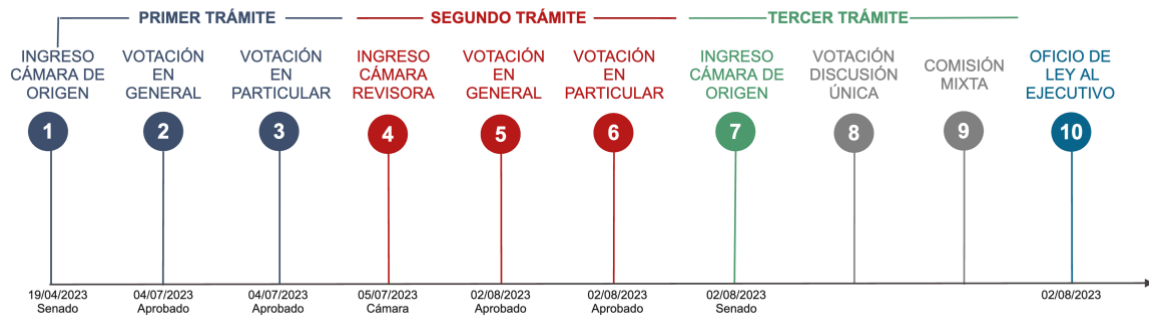 PRIMER TRÁMITE
SEGUNDO TRÁMITE
TERCER TRÁMITE
INGRESO
CÁMARA DE
ORIGEN
VOTACIÓN
EN
GENERAL
VOTACIÓN
EN
PARTICULAR
INGRESO
CÁMARA
REVISORA
VOTACIÓN
EN
GENERAL
VOTACIÓN
EN
PARTICULAR
INGRESO
CÁMARA DE
ORIGEN
VOTACIÓN
DISCUSIÓN
ÚNICA
COMISIÓN
MIXTA
OFICIO DE
LEY AL
EJECUTIVO
1
2
3
4
5
6
7
8
9
10
19/04/2023
Senado
04/07/2023
Aprobado
04/07/2023
Aprobado
05/07/2023
Cámara
02/08/2023
Aprobado
02/08/2023
Aprobado
02/08/2023
Senado
02/08/2023